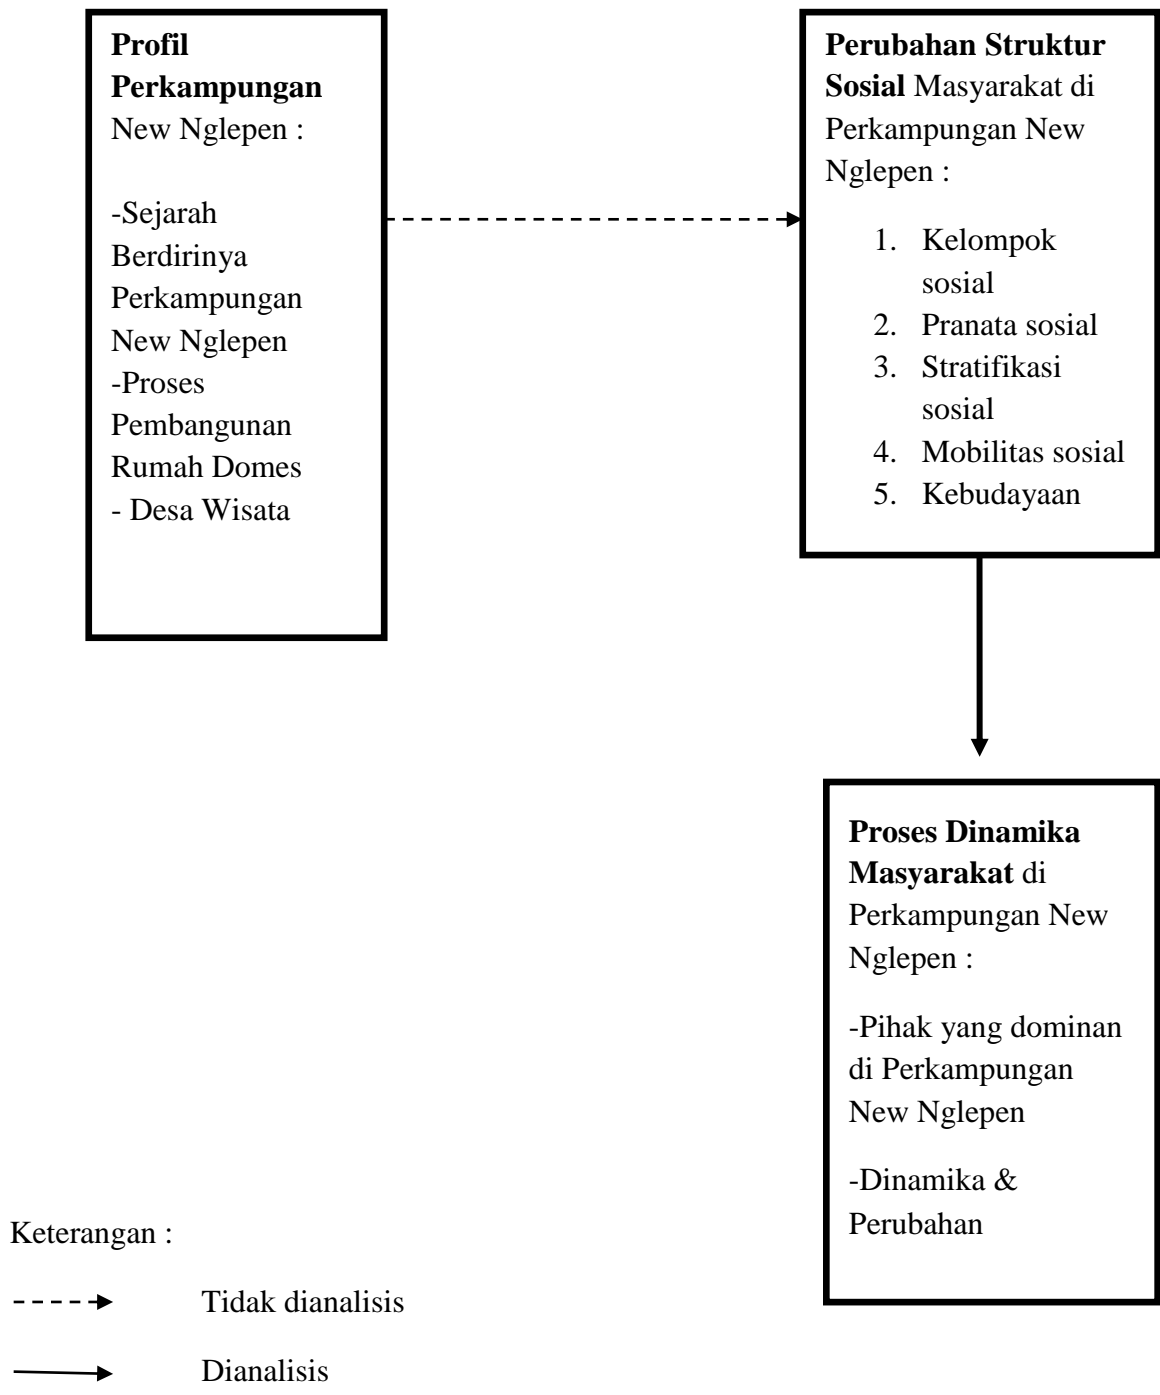 Profil
Perkampungan
New Nglepen :
-Sejarah
Berdirinya
Perkampungan
New Nglepen
-Proses
Pembangunan
Rumah Domes
- Desa Wisata
Perubahan Struktur
Sosial Masyarakat di
Perkampungan New
Nglepen :
1. Kelompok
sosial
2. Pranata sosial
3. Stratifikasi
sosial
4. Mobilitas sosial
5. Kebudayaan
Proses Dinamika
Masyarakat di
Perkampungan New
Nglepen :
-Pihak yang dominan
di Perkampungan
New Nglepen
-Dinamika &
Perubahan
Keterangan :
Tidak dianalisis
Dianalisis